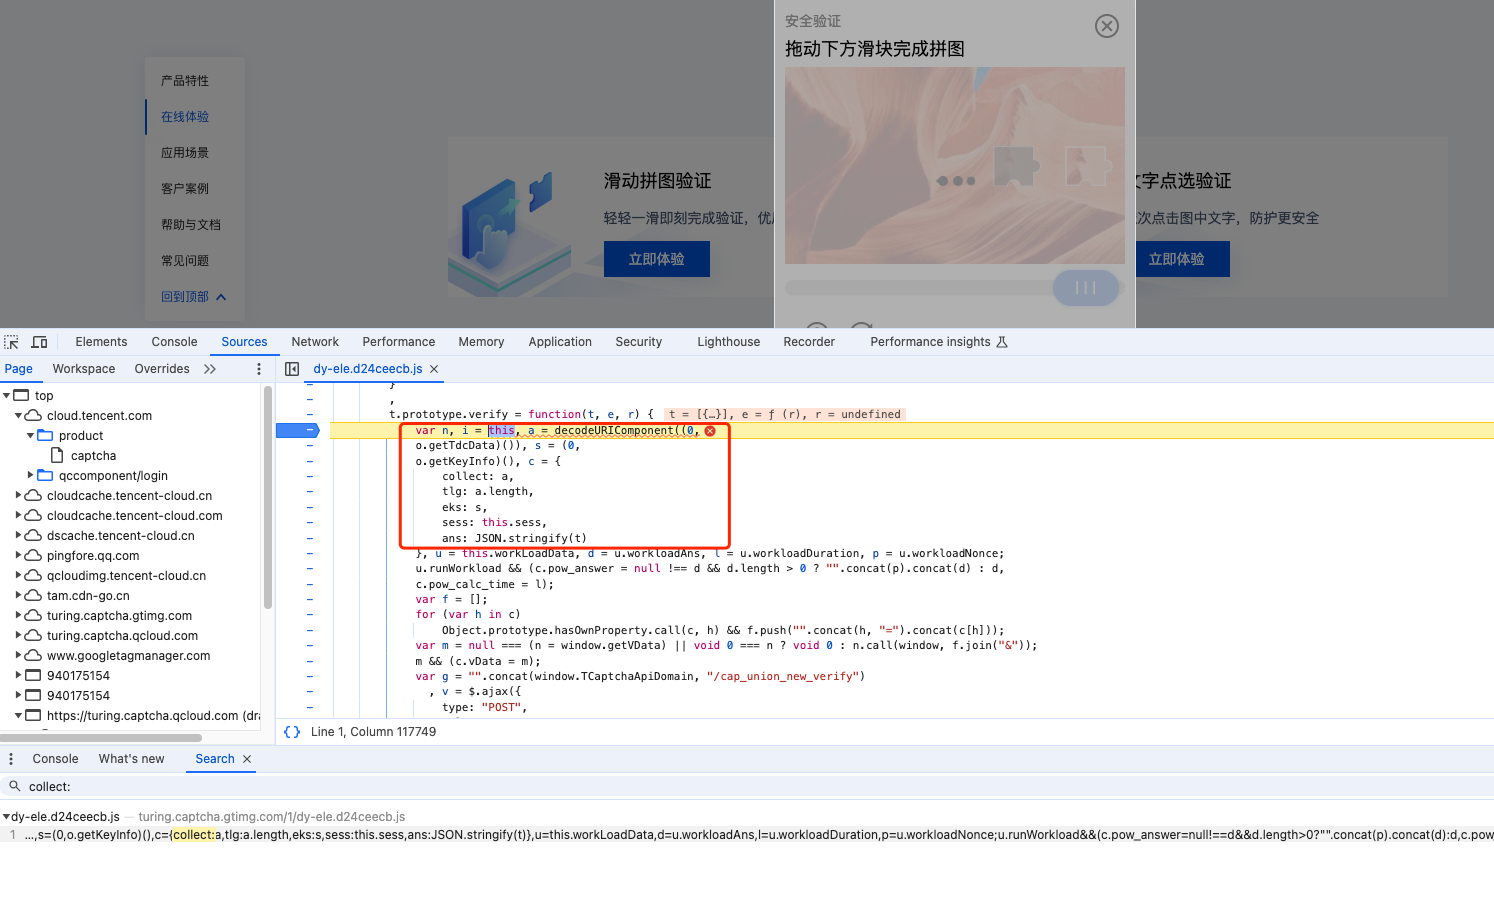 安全验证
拖动下方滑块完成拼图
产品特性
在线体验
应用场景
客户案例
帮助与文档
常见问题
回到顶部
滑动拼图验证
轻轻一滑即刻完成验证，优
立即体验
字点选验证
次点击图中文字，防护更安全
立即体验
Elements Console Sources Network Performance Memory Application Security Lighthouse Recorder Performance insights
Page Workspace Overrides
dy-ele.d24ceecb.js
top
cloud.tencent.com
product
captcha
qccomponent/login
cloudcache.tencent-cloud.cn
cloudcache.tencent-cloud.com
dscache.tencent-cloud.cn
pingfore.qq.com
qcloudimg.tencent-cloud.cn
tam.cdn-go.cn
turing.captcha.gtimg.com
turing.captcha.qcloud.com
www.googletagmanager.com
940175154
940175154
https://turing.captcha.qcloud.com (dra
}
,
t.prototype.verify = function(t, e, r) { t = [{…}], e = ƒ (r), r = undefined
var n, i = this, a = decodeURIComponent((0,
o.getTdcData)()), s = (0,
o.getKeyInfo)(), c = {
collect: a,
tlg: a.length,
eks: s,
sess: this.sess,
ans: JSON.stringify(t)
}, u = this.workLoadData, d = u.workloadAns, l = u.workloadDuration, p = u.workloadNonce;
u.runWorkload && (c.pow_answer = null !== d && d.length > 0 ? "".concat(p).concat(d) : d,
c.pow_calc_time = l);
var f = [];
for (var h in c)
Object.prototype.hasOwnProperty.call(c, h) && f.push("".concat(h, "=").concat(c[h]));
var m = null === (n = window.getVData) || void 0 === n ? void 0 : n.call(window, f.join("&"));
m && (c.vData = m);
var g = "".concat(window.TCaptchaApiDomain, "/cap_union_new_verify")
, v = $.ajax({
type: "POST",
{} Line 1, Column 117749
Console What's new Search
collect:
dy-ele.d24ceecb.js — turing.captcha.gtimg.com/1/dy-ele.d24ceecb.js
1 …,s=(0,o.getKeyInfo)(),c={collect:a,tlg:a.length,eks:s,sess:this.sess,ans:JSON.stringify(t)},u=this.workLoadData,d=u.workloadAns,l=u.workloadDuration,p=u.workloadNonce;u.runWorkload&&(c.pow_answer=null!==d&&d.length>0?"".concat(p).concat(d):d,c.pow